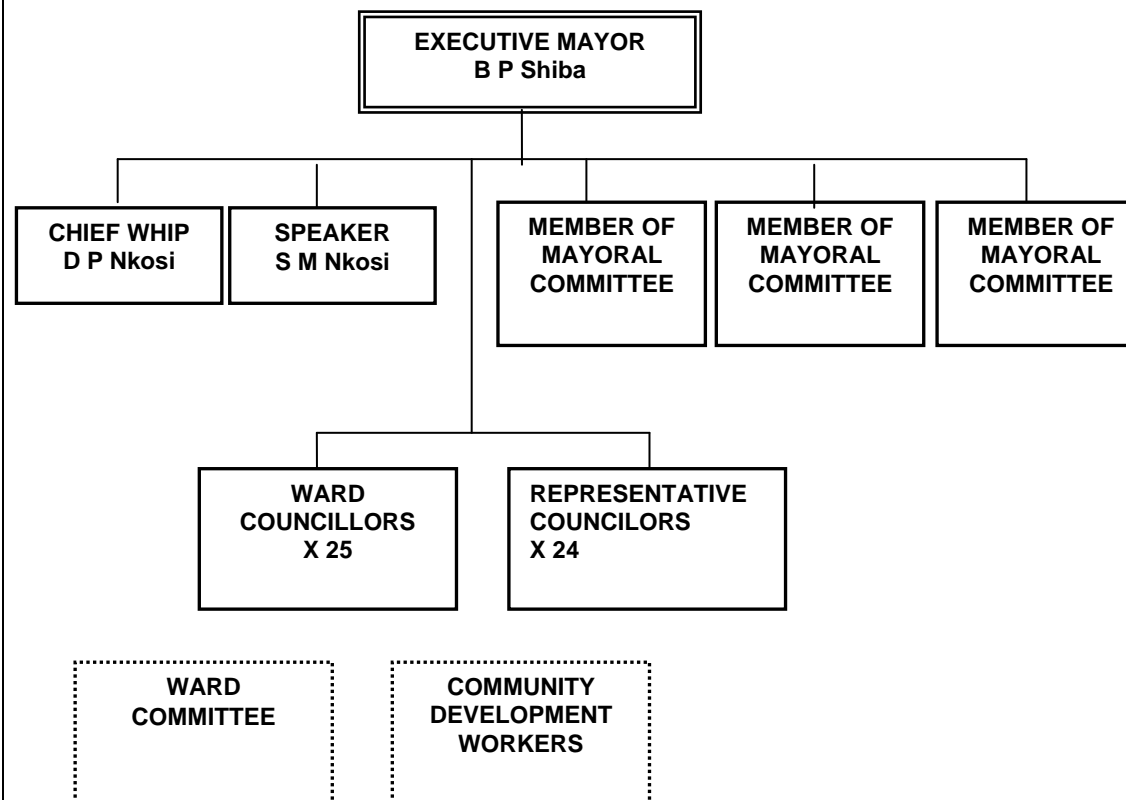 EXECUTIVE MAYOR
B P Shiba
CHIEF WHIP
D P Nkosi
SPEAKER
S M Nkosi
MEMBER OF
MAYORAL
COMMITTEE
MEMBER OF
MAYORAL
COMMITTEE
MEMBER OF
MAYORAL
COMMITTEE
WARD
COUNCILLORS
X 25
REPRESENTATIVE
COUNCILORS
X 24
WARD
COMMITTEE
COMMUNITY
DEVELOPMENT
WORKERS